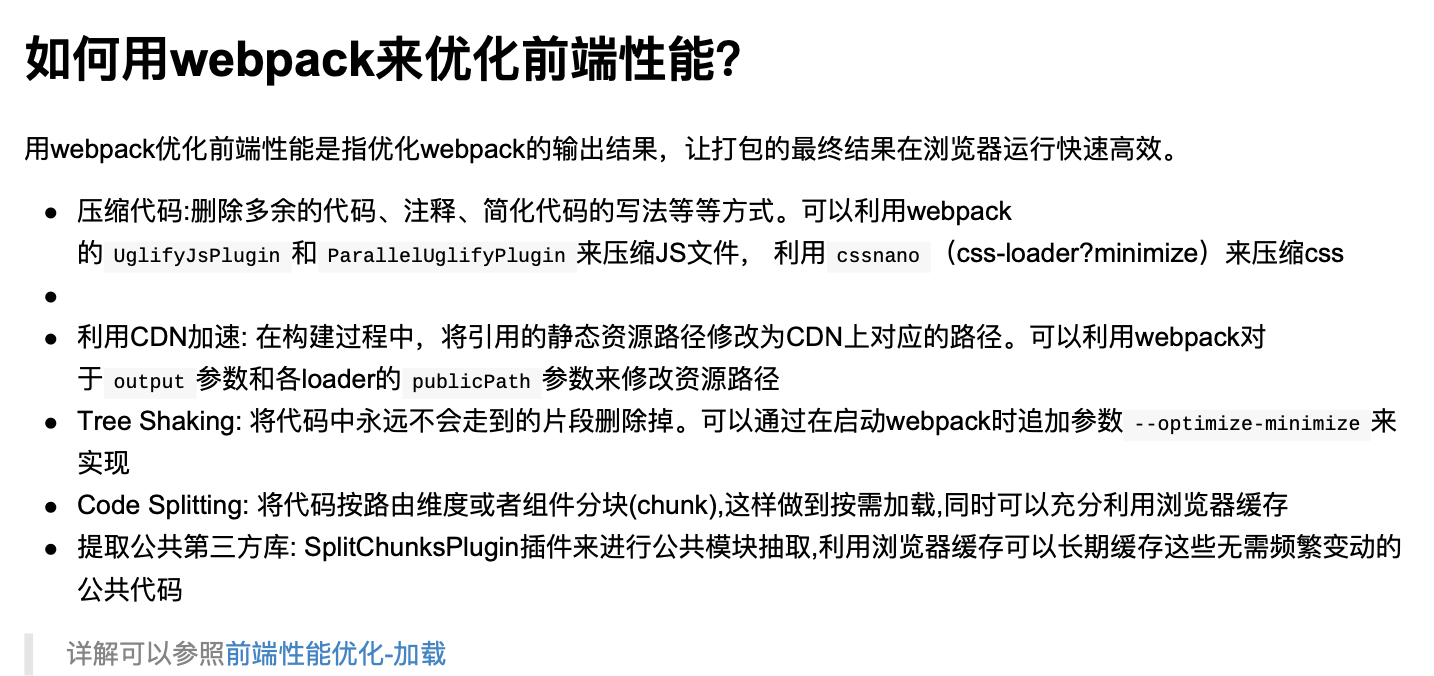 如何用webpack来优化前端性能？
用webpack优化前端性能是指优化webpack的输出结果，让打包的最终结果在浏览器运行快速高效。
• 压缩代码:删除多余的代码、注释、简化代码的写法等等方式。可以利用webpack
的 UglifyJsPlugin 和 ParallelUglifyPlugin 来压缩JS文件， 利用 cssnano （css-loader?minimize）来压缩css
•
• 利用CDN加速: 在构建过程中，将引用的静态资源路径修改为CDN上对应的路径。可以利用webpack对
于 output 参数和各loader的 publicPath 参数来修改资源路径
• Tree Shaking: 将代码中永远不会走到的片段删除掉。可以通过在启动webpack时追加参数 --optimize-minimize 来
实现
• Code Splitting: 将代码按路由维度或者组件分块(chunk),这样做到按需加载,同时可以充分利用浏览器缓存
• 提取公共第三方库: SplitChunksPlugin插件来进行公共模块抽取,利用浏览器缓存可以长期缓存这些无需频繁变动的
公共代码
详解可以参照前端性能优化-加载